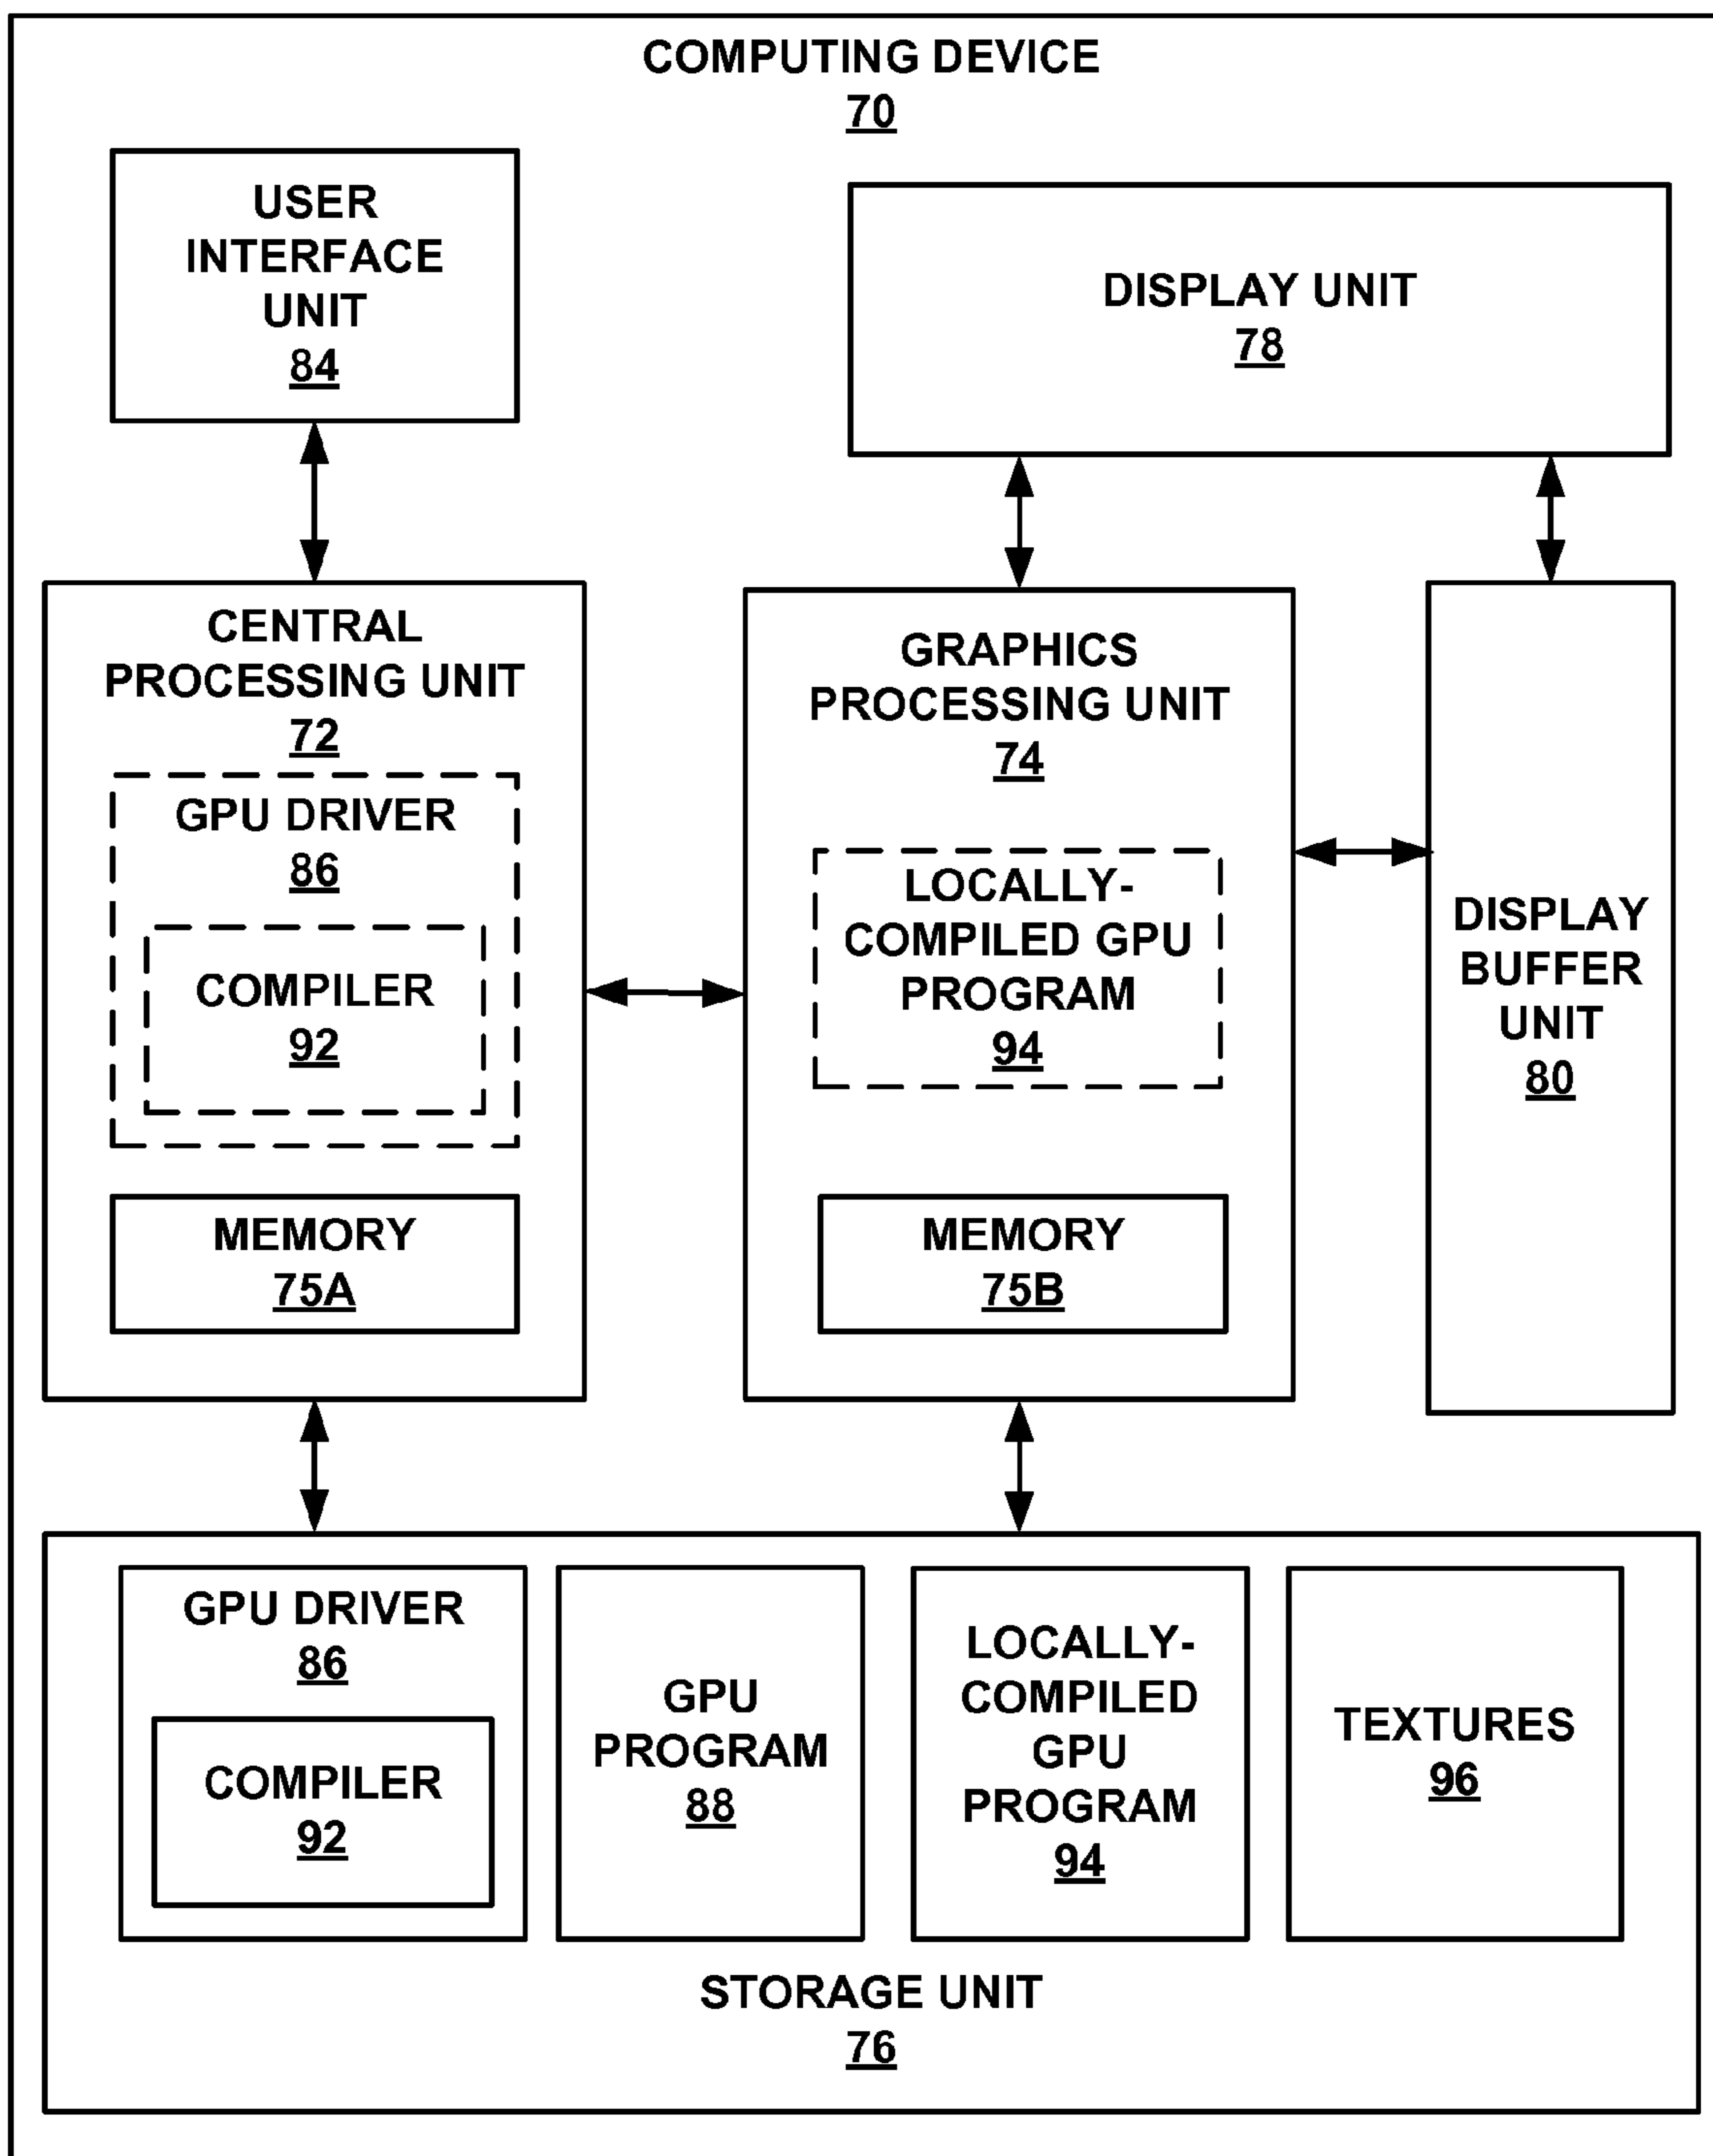 COMPUTING DEVICE
70
USER
INTERFACE
UNIT
84
DISPLAY UNIT
78
CENTRAL
PROCESSING UNIT
72
GPU DRIVER
86
COMPILER
92
MEMORY
75A
GRAPHICS
PROCESSING UNIT
74
LOCALLY-
COMPILED GPU
PROGRAM
94
MEMORY
75B
DISPLAY
BUFFER
UNIT
80
GPU DRIVER
86
COMPILER
92
GPU
PROGRAM
88
LOCALLY-
COMPILED
GPU
PROGRAM
94
TEXTURES
96
STORAGE UNIT
76